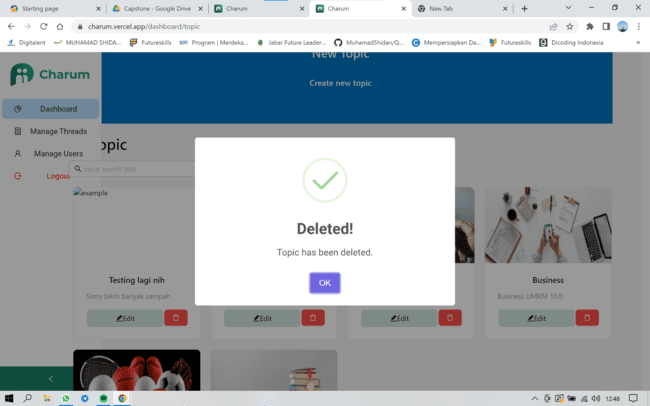 Starting page
Capstone - Google Drive
Charum
Charum
New Tab
charum.vercel.app/dashboard/topic
Digitalent
MUHAMAD SHIDA...
Futureskills
Program | Merdeka...
Jabar Future Leader...
MuhamadShidan/Q...
Mempersiapkan Da...
Futureskills
Dicoding Indonesia
Charum
Dashboard
Manage Threads
Manage Users
Logout
New Topic
Create new topic
opic
input search text
example
Deleted!
Topic has been deleted.
OK
Testing lagi nih
Sorry bikin banyak sampah
Edit
Edit
Edit
Business
Business UMKM 10.0
Edit
12:48